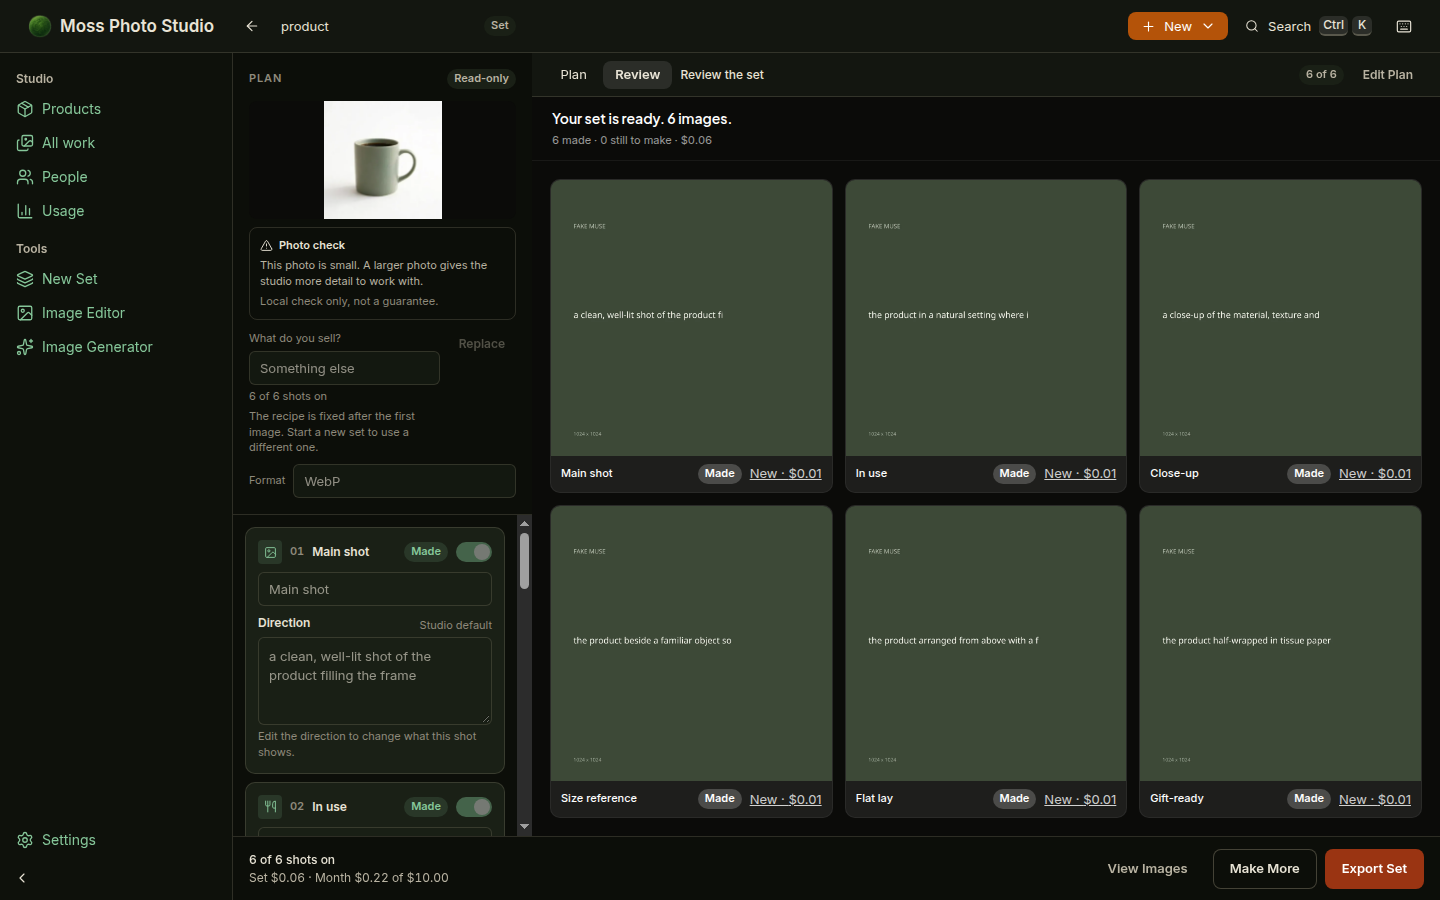 Moss Photo Studio
product
Set
New
Search
Ctrl
K
Studio
Products
All work
People
Usage
Tools
New Set
Image Editor
Image Generator
Settings
PLAN
Read-only
Photo check
This photo is small. A larger photo gives the
studio more detail to work with.
Local check only, not a guarantee.
What do you sell?
Replace
Something else
6 of 6 shots on
The recipe is fixed after the first
image. Start a new set to use a
different one.
Format
WebP
01
Main shot
Made
Main shot
Direction
Studio default
a clean, well-lit shot of the
product filling the frame
Edit the direction to change what this shot
shows.
02
In use
Made
Plan
Review
Review the set
6 of 6
Edit Plan
Your set is ready. 6 images.
6 made · 0 still to make · $0.06
FAKE MUSE
a clean, well-lit shot of the product fi
1024 x 1024
Main shot
Made
New · $0.01
FAKE MUSE
the product in a natural setting where i
1024 x 1024
In use
Made
New · $0.01
FAKE MUSE
a close-up of the material, texture and
1024 x 1024
Close-up
Made
New · $0.01
FAKE MUSE
the product beside a familiar object so
1024 x 1024
Size reference
Made
New · $0.01
FAKE MUSE
the product arranged from above with a f
1024 x 1024
Flat lay
Made
New · $0.01
FAKE MUSE
the product half-wrapped in tissue paper
1024 x 1024
Gift-ready
Made
New · $0.01
6 of 6 shots on
Set $0.06 · Month $0.22 of $10.00
View Images
Make More
Export Set